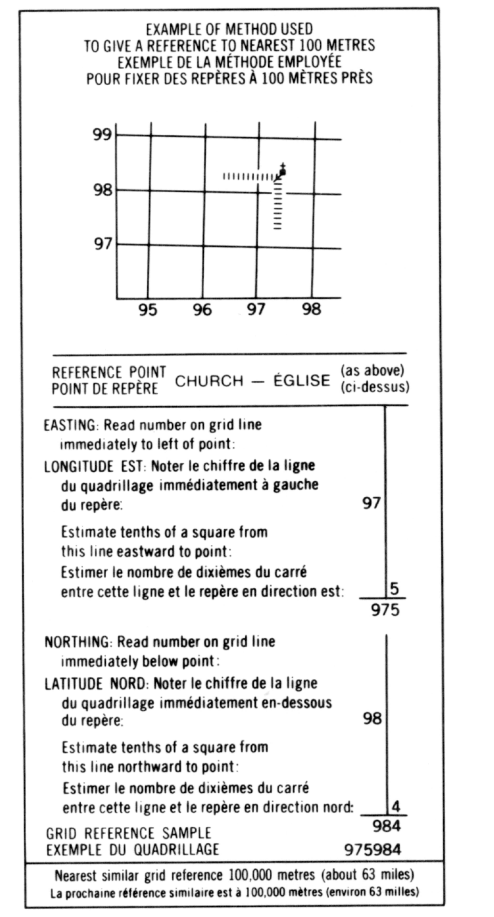 EXAMPLE OF METHOD USED
TO GIVE A REFERENCE TO NEAREST 100 METRES
EXEMPLE DE LA MÉTHODE EMPLOYÉE
POUR FIXER DES REPÈRES À 100 MÈTRES PRÈS
99
98
97
95 96 97 98
REFERENCE POINT
POINT DE REPÈRE
CHURCH — ÉGLISE
(as above)
(ci-dessus)
EASTING: Read number on grid line
immediately to left of point:
LONGITUDE EST: Noter le chiffre de la ligne
du quadrillage immédiatement à gauche
du repère: 97
Estimate tenths of a square from
this line eastward to point:
Estimer le nombre de dixièmes du carré
entre cette ligne et le repère en direction est: 5
975
NORTHING: Read number on grid line
immediately below point:
LATITUDE NORD: Noter le chiffre de la ligne
du quadrillage immédiatement en-dessous
du repère: 98
Estimate tenths of a square from
this line northward to point:
Estimer le nombre de dixièmes du carré
entre cette ligne et le repère en direction nord: 4
984
GRID REFERENCE SAMPLE
EXEMPLE DU QUADRILLAGE 975984
Nearest similar grid reference 100,000 metres (about 63 miles)
La prochaine référence similaire est à 100,000 mètres (environ 63 milles)